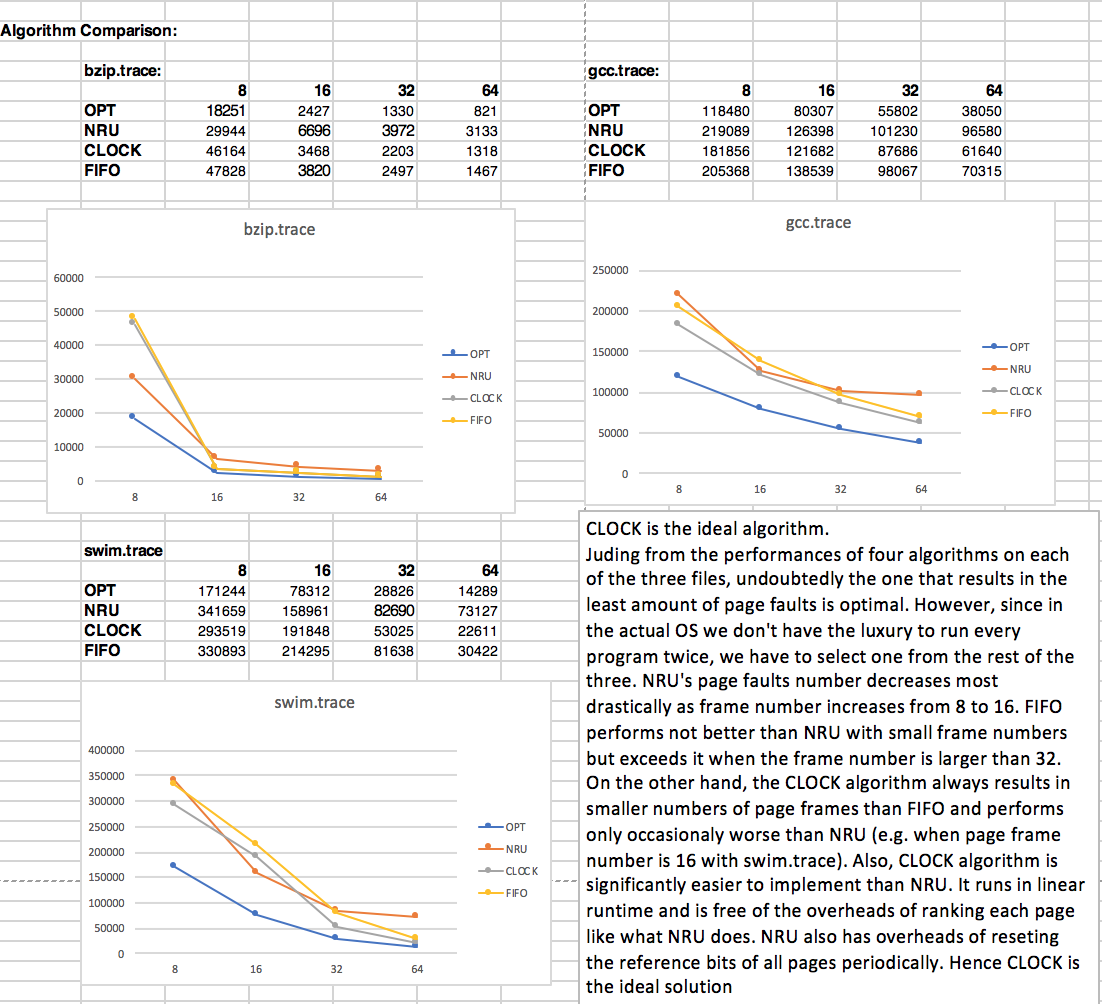 Algorithm Comparison:
bzip.trace:
8 16 32 64
OPT 18251 2427 1330 821
NRU 29944 6696 3972 3133
CLOCK 46164 3468 2203 1318
FIFO 47828 3820 2497 1467
gcc.trace:
8 16 32 64
OPT 118480 80307 55802 38050
NRU 219089 126398 101230 96580
CLOCK 181856 121682 87686 61640
FIFO 205368 138539 98067 70315
bzip.trace
60000
50000
40000
30000
20000
10000
0
8 16 32 64
OPT
NRU
CLOCK
FIFO
gcc.trace
250000
200000
150000
100000
50000
0
8 16 32 64
OPT
NRU
CLOCK
FIFO
swim.trace
8 16 32 64
OPT 171244 78312 28826 14289
NRU 341659 158961 82690 73127
CLOCK 293519 191848 53025 22611
FIFO 330893 214295 81638 30422
swim.trace
400000
350000
300000
250000
200000
150000
100000
50000
0
8 16 32 64
OPT
NRU
CLOCK
FIFO
CLOCK is the ideal algorithm.
Juding from the performances of four algorithms on each
of the three files, undoubtedly the one that results in the
least amount of page faults is optimal. However, since in
the actual OS we don't have the luxury to run every
program twice, we have to select one from the rest of the
three. NRU's page faults number decreases most
drastically as frame number increases from 8 to 16. FIFO
performs not better than NRU with small frame numbers
but exceeds it when the frame number is larger than 32.
On the other hand, the CLOCK algorithm always results in
smaller numbers of page frames than FIFO and performs
only occasionaly worse than NRU (e.g. when page frame
number is 16 with swim.trace). Also, CLOCK algorithm is
significantly easier to implement than NRU. It runs in linear
runtime and is free of the overheads of ranking each page
like what NRU does. NRU also has overheads of reseting
the reference bits of all pages periodically. Hence CLOCK is
the ideal solution